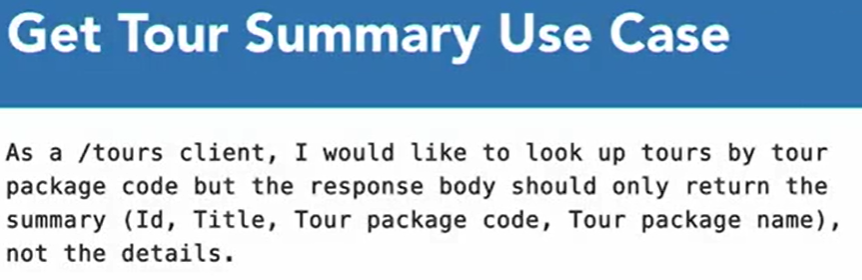 Get Tour Summary Use Case
As a /tours client, I would like to look up tours by tour
package code but the response body should only return the
summary (Id, Title, Tour package code, Tour package name),
not the details.